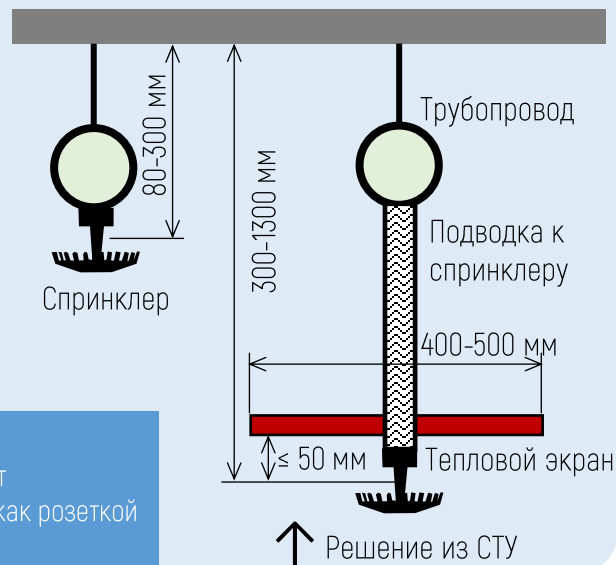 80-300 мм
Трубопровод
300-1300 мм
Подводка к
спринклеру
Спринклер
400-500 мм
≤ 50 мм
Тепловой экран
как розеткой
Решение из СТУ